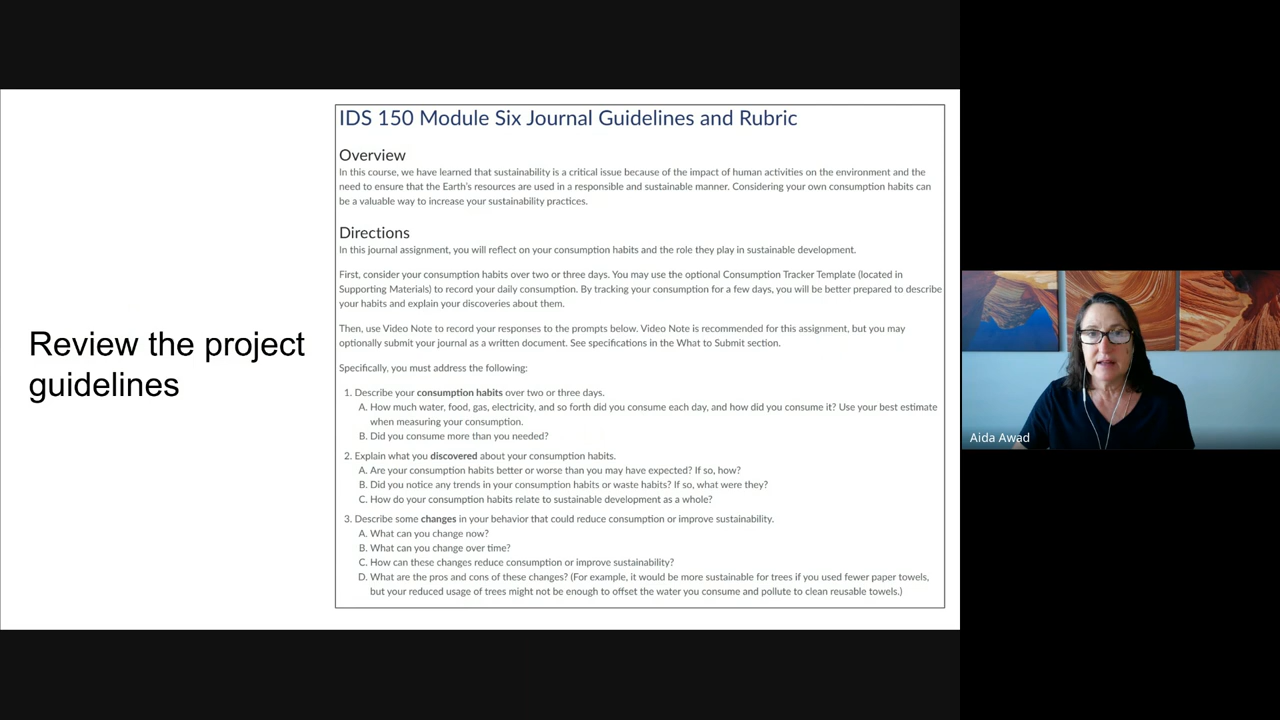 Review the project
guidelines
IDS 150 Module Six Journal Guidelines and Rubric
Overview
In this course, we have learned that sustainability is a critical issue because of the impact of human activities on the environment and the
need to ensure that the Earth's resources are used in a responsible and sustainable manner. Considering your own consumption habits can
be a valuable way to increase your sustainability practices.
Directions
In this journal assignment, you will reflect on your consumption habits and the role they play in sustainable development.
First, consider your consumption habits over two or three days. You may use the optional Consumption Tracker Template (located in
Supporting Materials) to record your daily consumption. By tracking your consumption for a few days, you will be better prepared to describe
your habits and explain your discoveries about them.
Then, use Video Note to record your responses to the prompts below. Video Note is recommended for this assignment, but you may
optionally submit your journal as a written document. See specifications in the What to Submit section.
Specifically, you must address the following:
1. Describe your consumption habits over two or three days.
A. How much water, food, gas, electricity, and so forth did you consume each day, and how did you consume it? Use your best estimate
when measuring your consumption.
B. Did you consume more than you needed?
2. Explain what you discovered about your consumption habits.
A. Are your consumption habits better or worse than you may have expected? If so, how?
B. Did you notice any trends in your consumption habits or waste habits? If so, what were they?
C. How do your consumption habits relate to sustainable development as a whole?
3. Describe some changes in your behavior that could reduce consumption or improve sustainability.
A. What can you change now?
B. What can you change over time?
C. How can these changes reduce consumption or improve sustainability?
D. What are the pros and cons of these changes? (For example, it would be more sustainable for trees if you used fewer paper towels,
but your reduced usage of trees might not be enough to offset the water you consume and pollute to clean reusable towels.)
Aida Awad